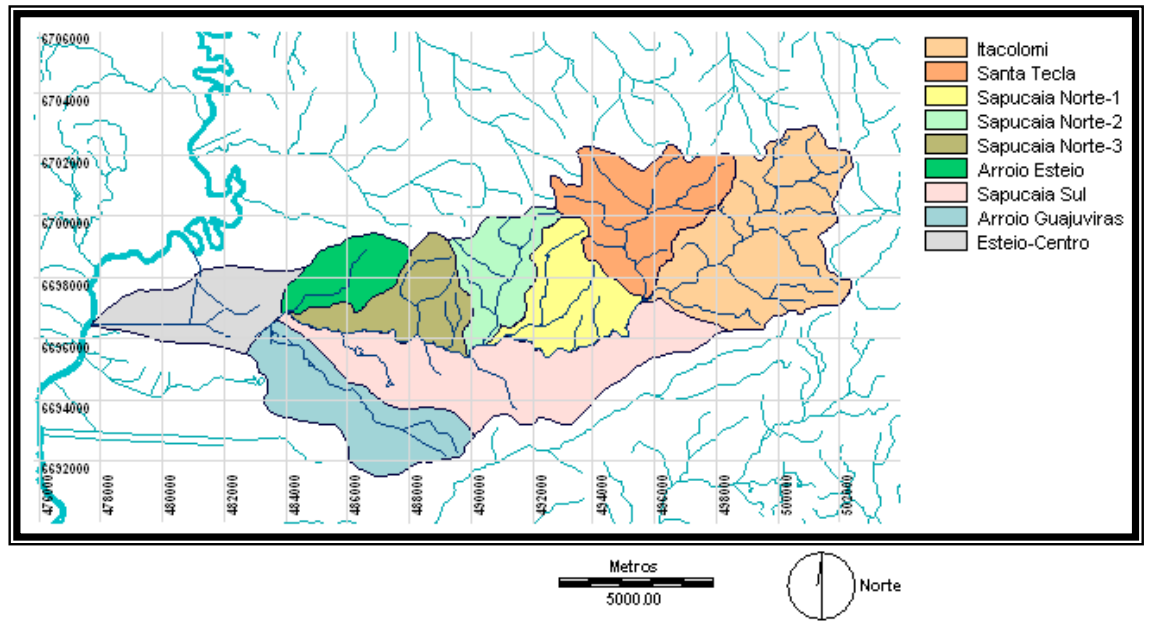 6706000
6704000
6702000
6700000
6698000
6696000
6694000
6692000
476000
478000
480000
482000
484000
486000
488000
490000
492000
494000
496000
498000
500000
502000
Itacolomi
Santa Tecla
Sapucaia Norte-1
Sapucaia Norte-2
Sapucaia Norte-3
Arroio Esteio
Sapucaia Sul
Arroio Guajuviras
Esteio-Centro
Metros
5000.00
Norte